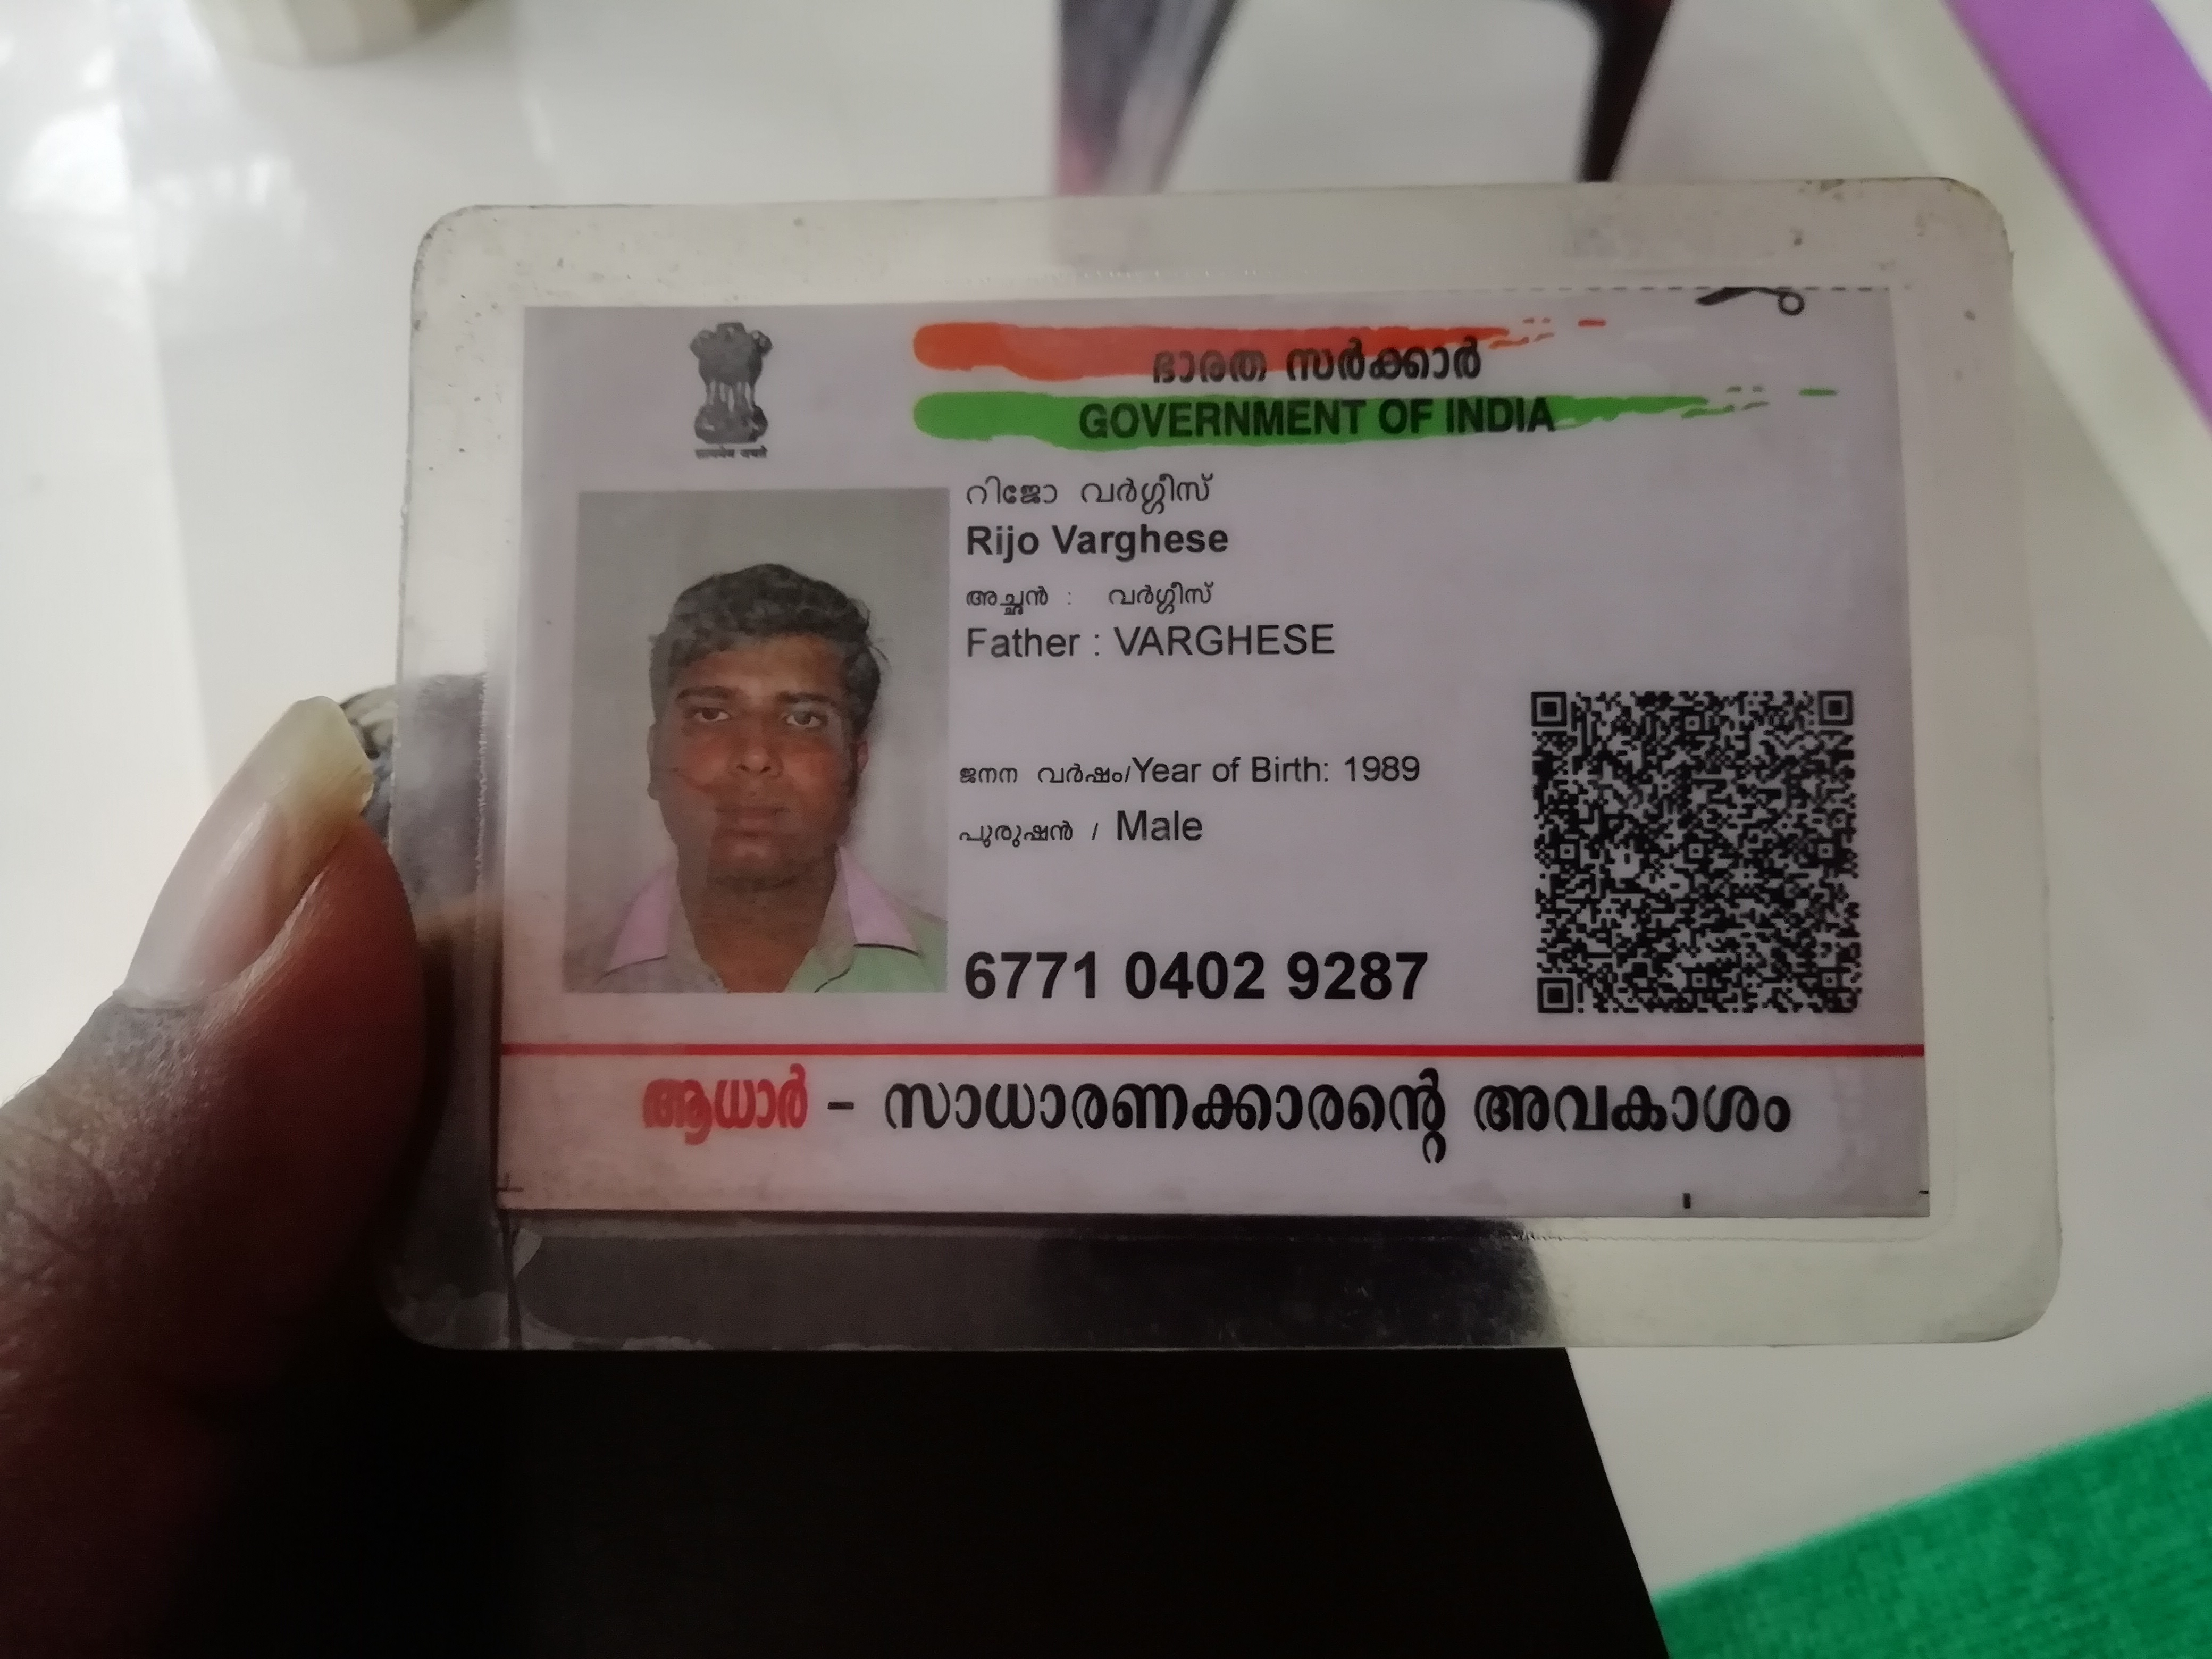 ഭാരത സർക്കാർ
GOVERNMENT OF INDIA
റിജോ വർഗ്ഗീസ്
Rijo Varghese
അച്ഛൻ : വർഗ്ഗീസ്
Father : VARGHESE
ജനന വർഷം/Year of Birth: 1989
പുരുഷൻ / Male
6771 0402 9287
ആധാർ - സാധാരണക്കാരന്റെ അവകാശം